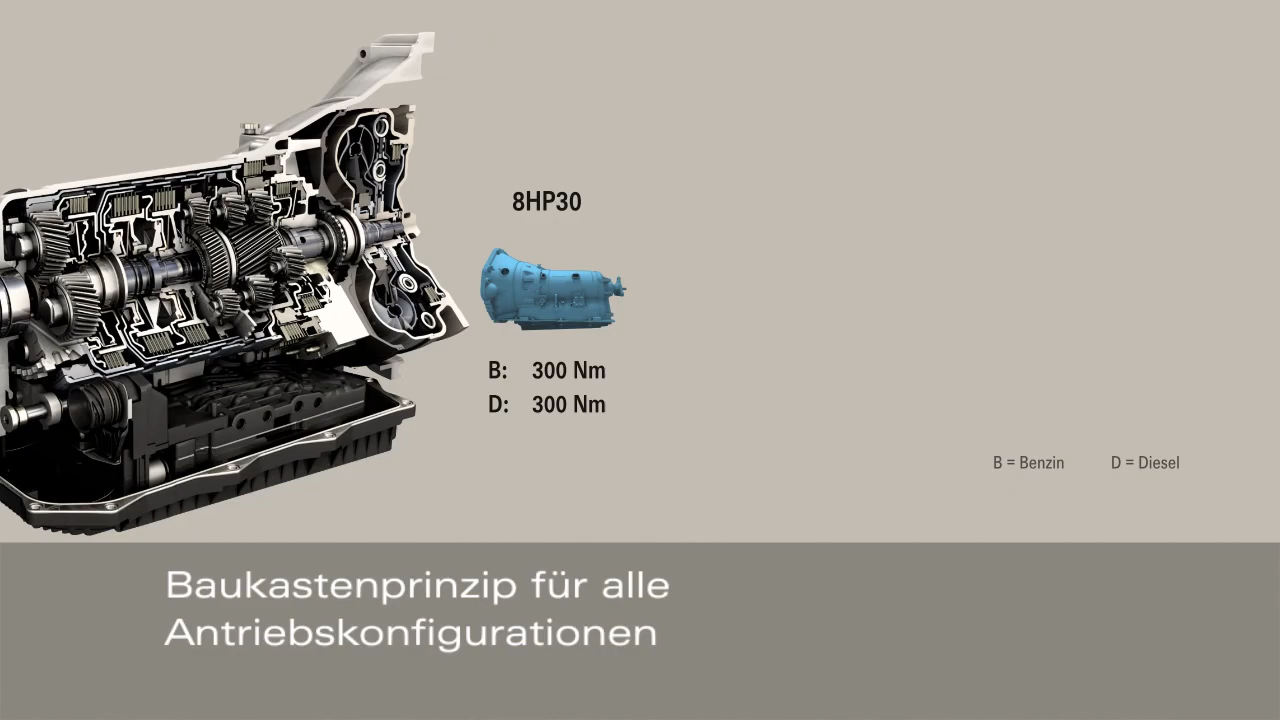 8HP30
B: 300 Nm
D: 300 Nm
B = Benzin D = Diesel
Baukastenprinzip für alle
Antriebskonfigurationen